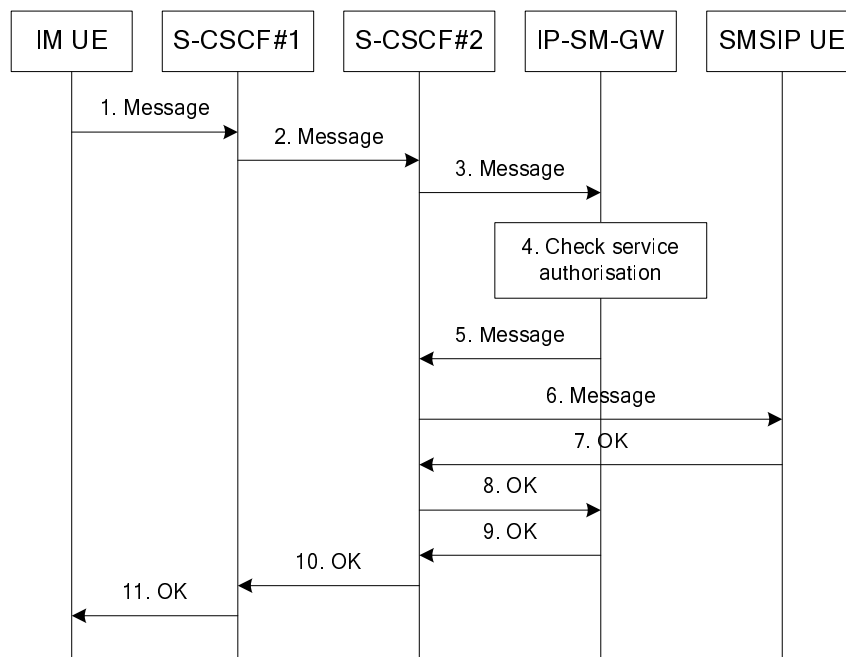 IM UE
S-CSCF#1
S-CSCF#2
IP-SM-GW
SMSIP UE
1. Message
2. Message
3. Message
4. Check service
authorisation
5. Message
6. Message
7. OK
8. OK
9. OK
10. OK
11. OK